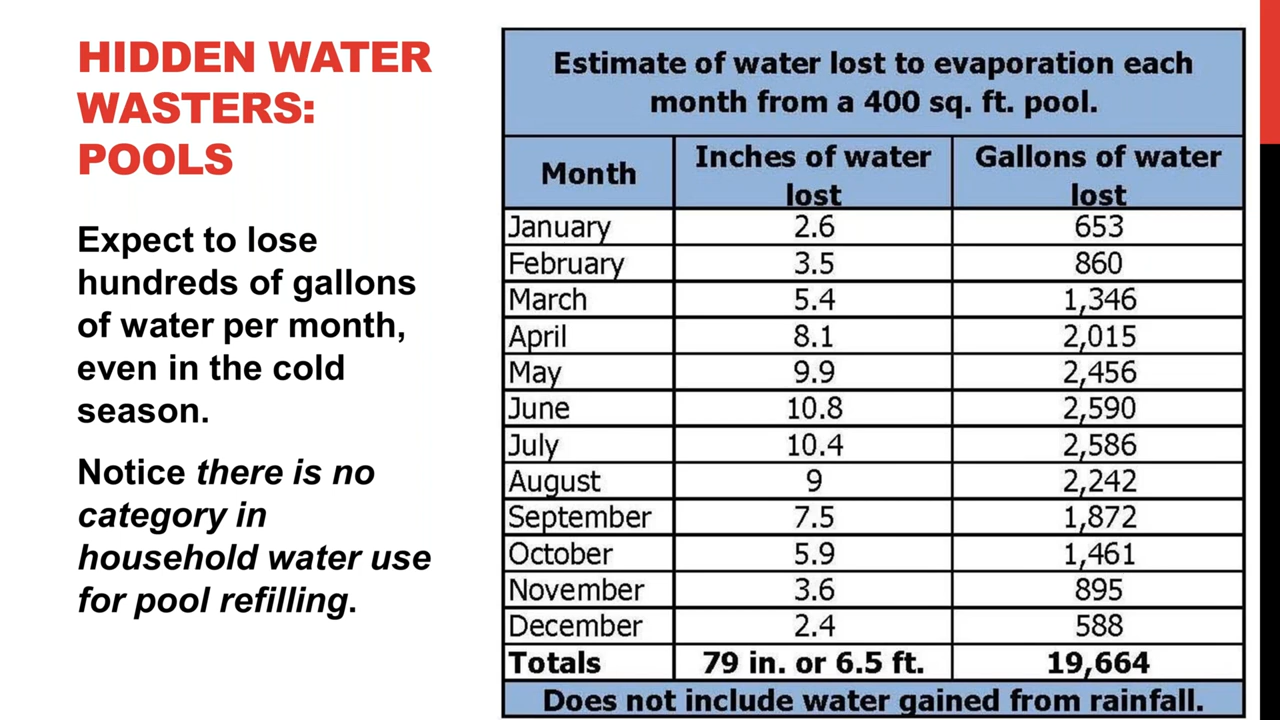 HIDDEN WATER
WASTERS:
POOLS
Expect to lose
hundreds of gallons
of water per month,
even in the cold
season.
Notice there is no
category in
household water use
for pool refilling.
Estimate of water lost to evaporation each
month from a 400 sq. ft. pool.
Month Inches of water lost Gallons of water lost
January 2.6 653
February 3.5 860
March 5.4 1,346
April 8.1 2,015
May 9.9 2,456
June 10.8 2,590
July 10.4 2,586
August 9 2,242
September 7.5 1,872
October 5.9 1,461
November 3.6 895
December 2.4 588
Totals 79 in. or 6.5 ft. 19,664
Does not include water gained from rainfall.